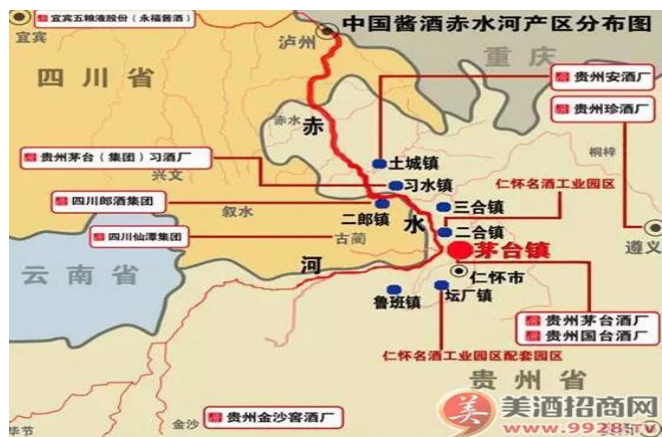 宜宾五粮液股份(永福酱酒)
宜宾
泸州
中国酱酒赤水河产区分布图
重庆
四川省
贵州安酒厂
贵州珍酒厂
赤水
赤
土城镇
桐梓
贵州茅台(集团)习酒厂
兴文
习水镇
仁怀名酒工业园区
四川郎酒集团
叙水
二郎镇
水
三合镇
二合镇
四川仙潭集团
古蔺
茅台镇
遵义
河
云南省
仁怀市
鲁班镇
坛厂镇
贵州茅台酒厂
贵州国台酒厂
仁怀名酒工业园区配套园区
贵州省
贵州金沙窖酒厂
金沙
毕节
美酒招商网
www.9928.TV